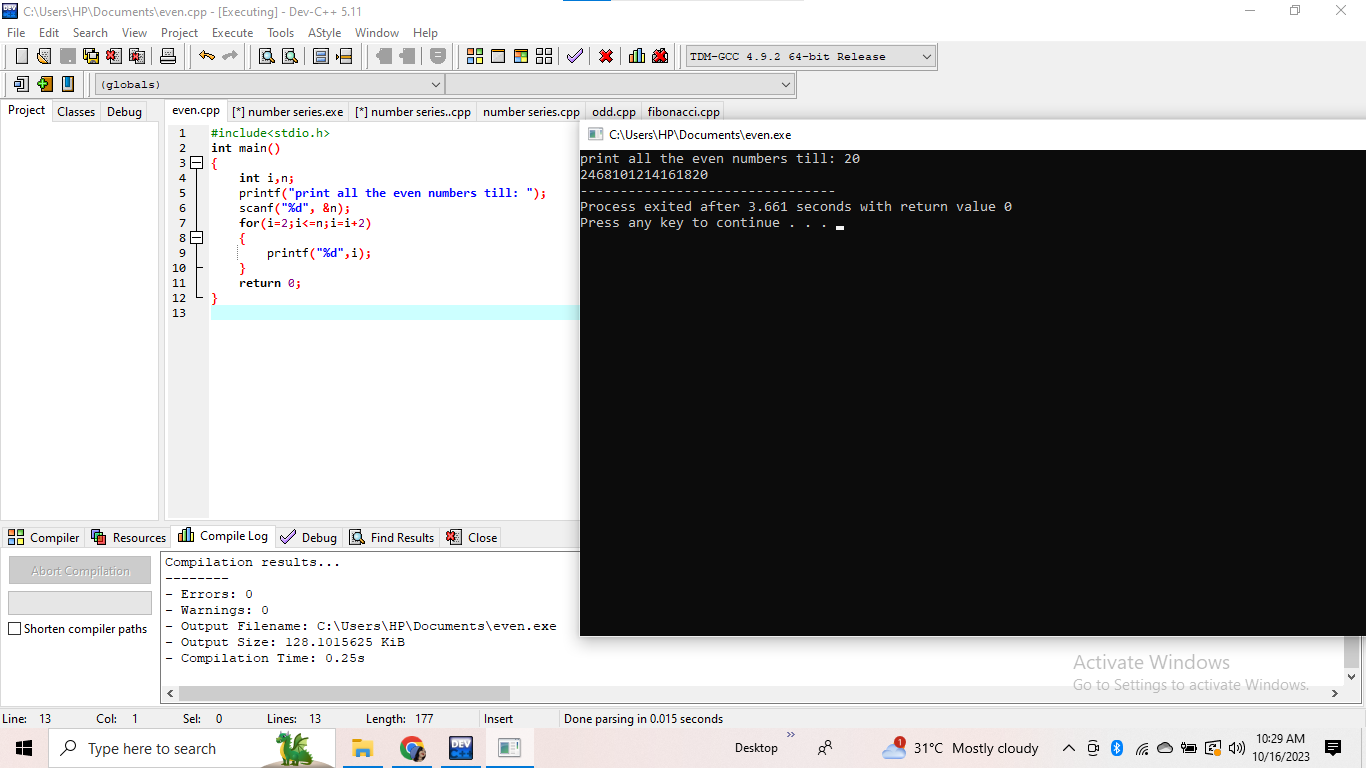 C:\Users\HP\Documents\even.cpp - [Executing] - Dev-C++ 5.11
File Edit Search View Project Execute Tools AStyle Window Help
TDM-GCC 4.9.2 64-bit Release
(globals)
Project Classes Debug
even.cpp [*] number series.exe [*] number series..cpp number series.cpp odd.cpp fibonacci.cpp
1 #include<stdio.h>
2 int main()
3 {
4 int i,n;
5 printf("print all the even numbers till: ");
6 scanf("%d", &n);
7 for(i=2;i<=n;i=i+2)
8 {
9 printf("%d",i);
10 }
11 return 0;
12 }
13
C:\Users\HP\Documents\even.exe
print all the even numbers till: 20
2468101214161820
--------------------------------
Process exited after 3.661 seconds with return value 0
Press any key to continue . . .
Compiler Resources Compile Log Debug Find Results Close
Abort Compilation
Shorten compiler paths
Compilation results...
--------
- Errors: 0
- Warnings: 0
- Output Filename: C:\Users\HP\Documents\even.exe
- Output Size: 128.1015625 KiB
- Compilation Time: 0.25s
Activate Windows
Go to Settings to activate Windows.
Line: 13 Col: 1 Sel: 0 Lines: 13 Length: 177 Insert Done parsing in 0.015 seconds
Type here to search
DEV
Desktop
1
31°C Mostly cloudy
10:29 AM
10/16/2023